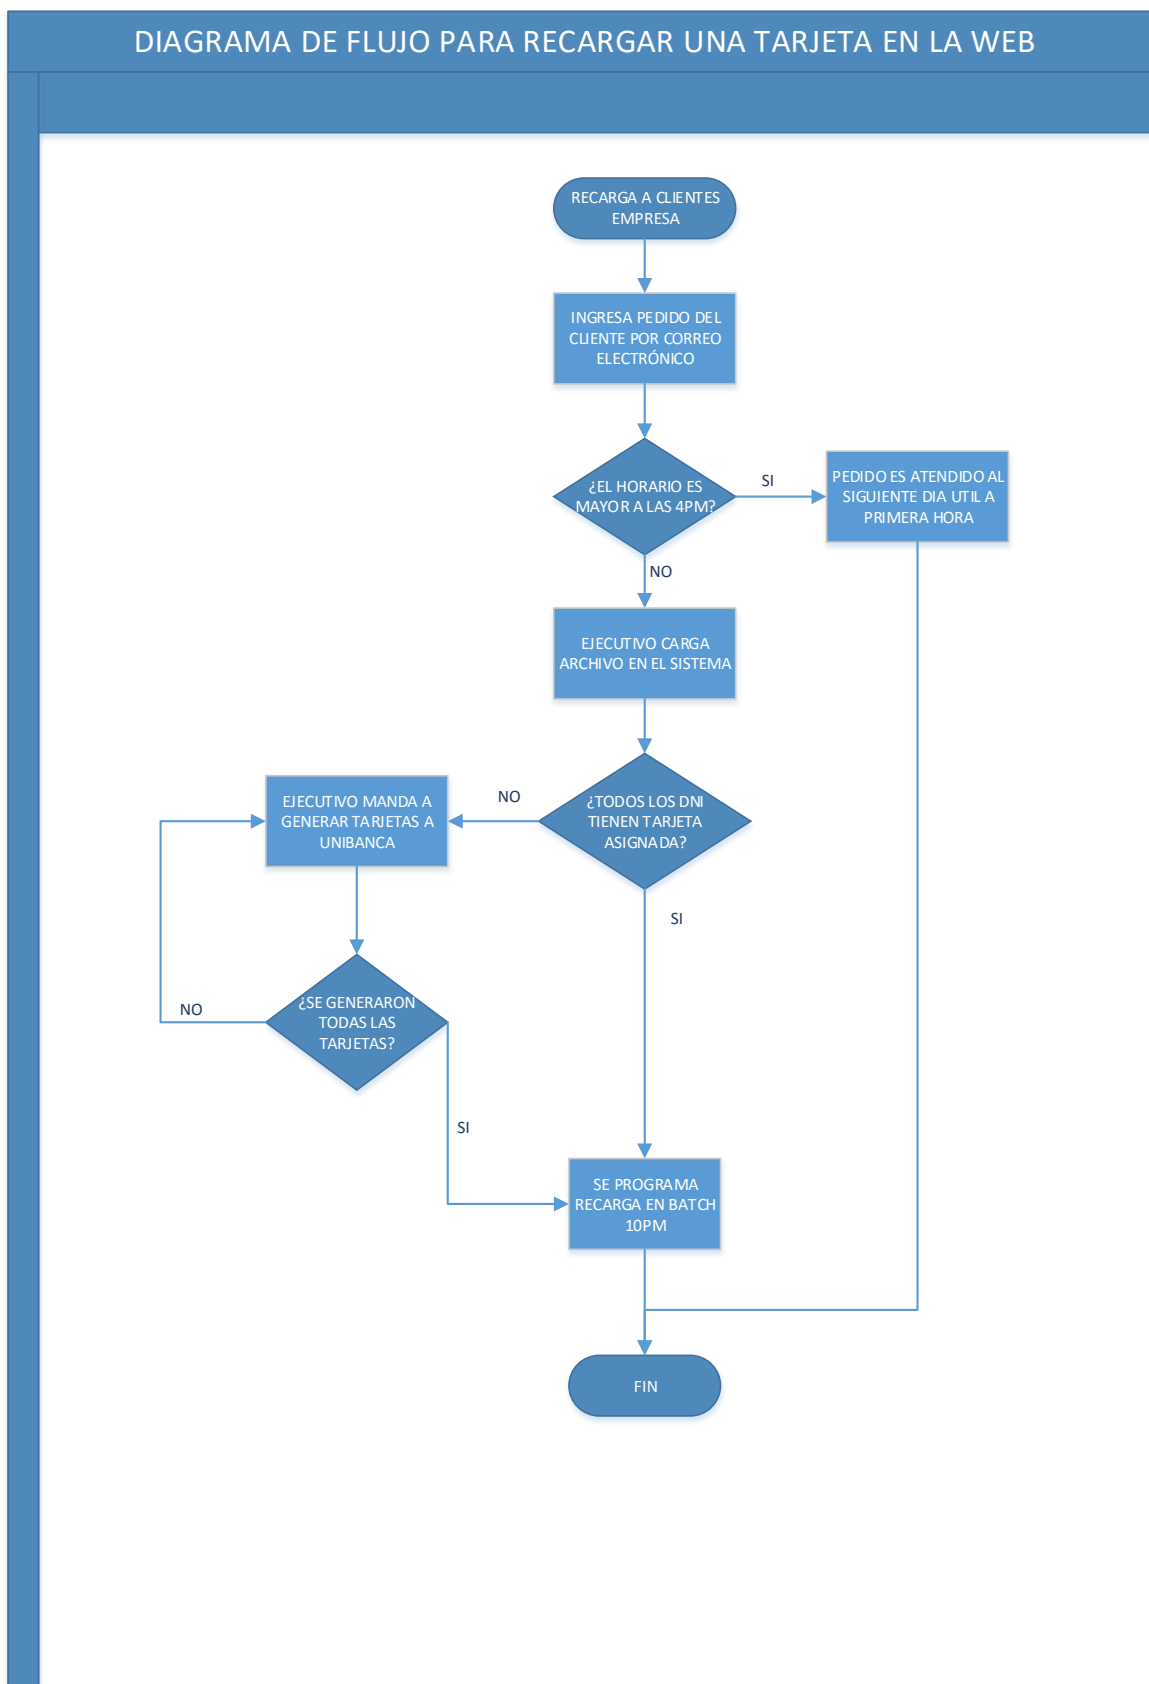 DIAGRAMA DE FLUJO PARA RECARGAR UNA TARJETA EN LA WEB
RECARGA A CLIENTES
EMPRESA
INGRESA PEDIDO DEL
CLIENTE POR CORREO
ELECTRÓNICO
¿EL HORARIO ES
MAYOR A LAS 4PM?
SI
PEDIDO ES ATENDIDO AL
SIGUIENTE DIA UTIL A
PRIMERA HORA
NO
EJECUTIVO CARGA
ARCHIVO EN EL SISTEMA
¿TODOS LOS DNI
TIENEN TARJETA
ASIGNADA?
NO
EJECUTIVO MANDA A
GENERAR TARJETAS A
UNIBANCA
SI
¿SE GENERARON
TODAS LAS
TARJETAS?
NO
SI
SE PROGRAMA
RECARGA EN BATCH
10PM
FIN